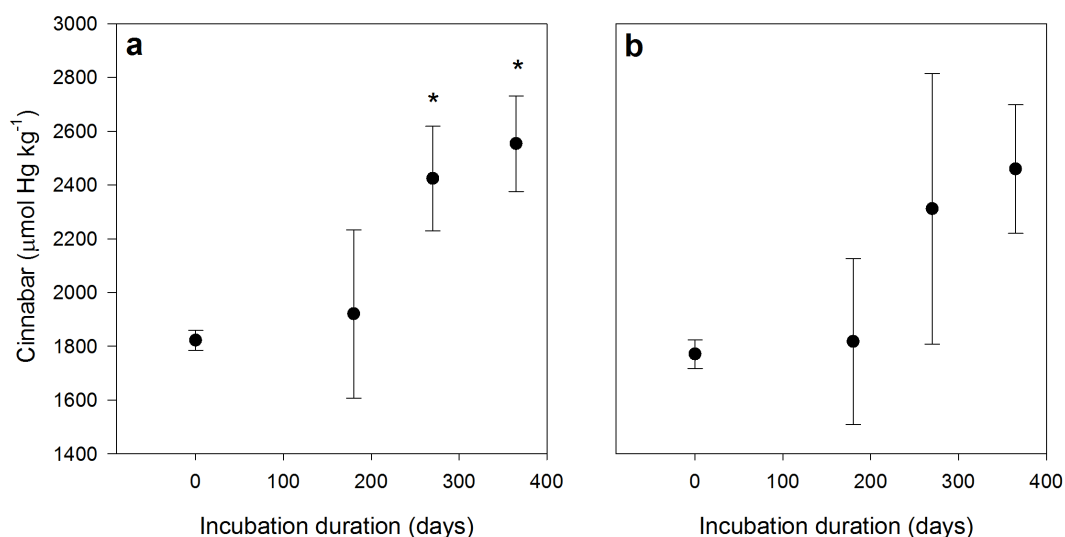 a
b
*
*
Cinnabar (μmol Hg kg⁻¹)
3000
2800
2600
2400
2200
2000
1800
1600
1400
0 100 200 300 400
0 100 200 300 400
Incubation duration (days)
Incubation duration (days)